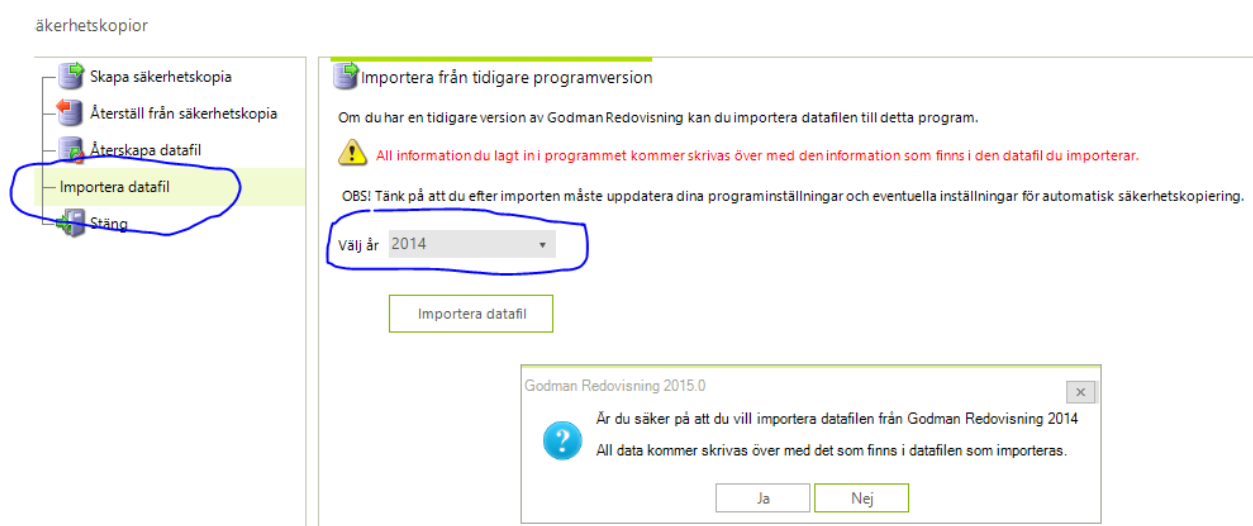 äkerhetskopior
Skapa säkerhetskopia
Återställ från säkerhetskopia
Återskapa datafil
Importera datafil
Stäng
Importera från tidigare programversion
Om du har en tidigare version av Godman Redovisning kan du importera datafilen till detta program.
All information du lagt in i programmet kommer skrivas över med den information som finns i den datafil du importerar.
OBS! Tänk på att du efter importen måste uppdatera dina programinställningar och eventuella inställningar för automatisk säkerhetskopiering.
Välj år 2014
Importera datafil
Godman Redovisning 2015.0
Är du säker på att du vill importera datafilen från Godman Redovisning 2014
All data kommer skrivas över med det som finns i datafilen som importeras.
Ja Nej